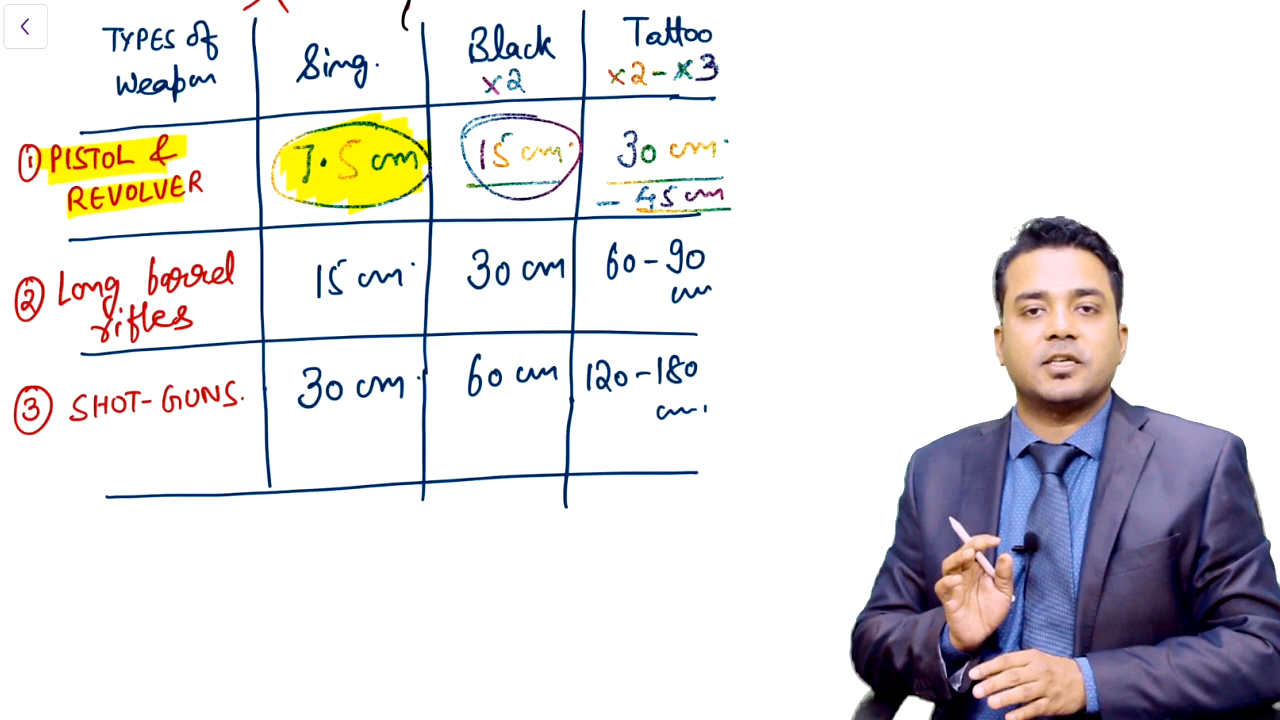 TYPES of Weapon
Sing.
Black
x2
Tattoo
x2-x3
① PISTOL &
REVOLVER
7.5 cm
15 cm.
30 cm.
- 45 cm
② Long barrel
rifles
15 cm.
30 cm
60-90
cm
③ SHOT-GUNS.
30 cm.
60 cm
120-180
cm.